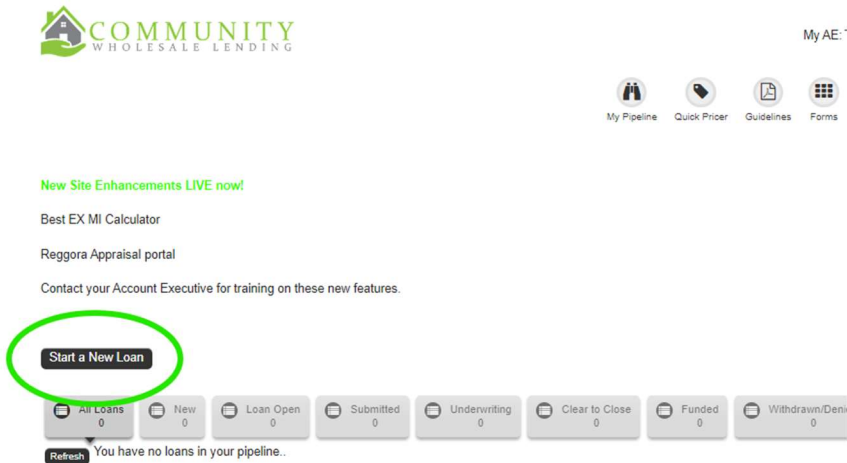 COMMUNITY
WHOLESALE LENDING
My AE:
My Pipeline Quick Pricer Guidelines Forms
New Site Enhancements LIVE now!
Best EX MI Calculator
Reggora Appraisal portal
Contact your Account Executive for training on these new features.
Start a New Loan
All Loans New Loan Open Submitted Underwriting Clear to Close Funded Withdrawn/Deni
0 0 0 0 0 0 0 0
Refresh You have no loans in your pipeline..